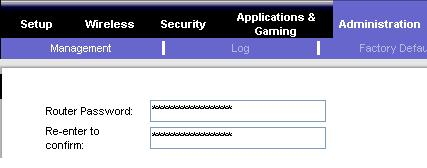 Setup Wireless Security Applications & Gaming Administration
Management Log Factory Defau
Router Password: ******************
Re-enter to confirm: ******************